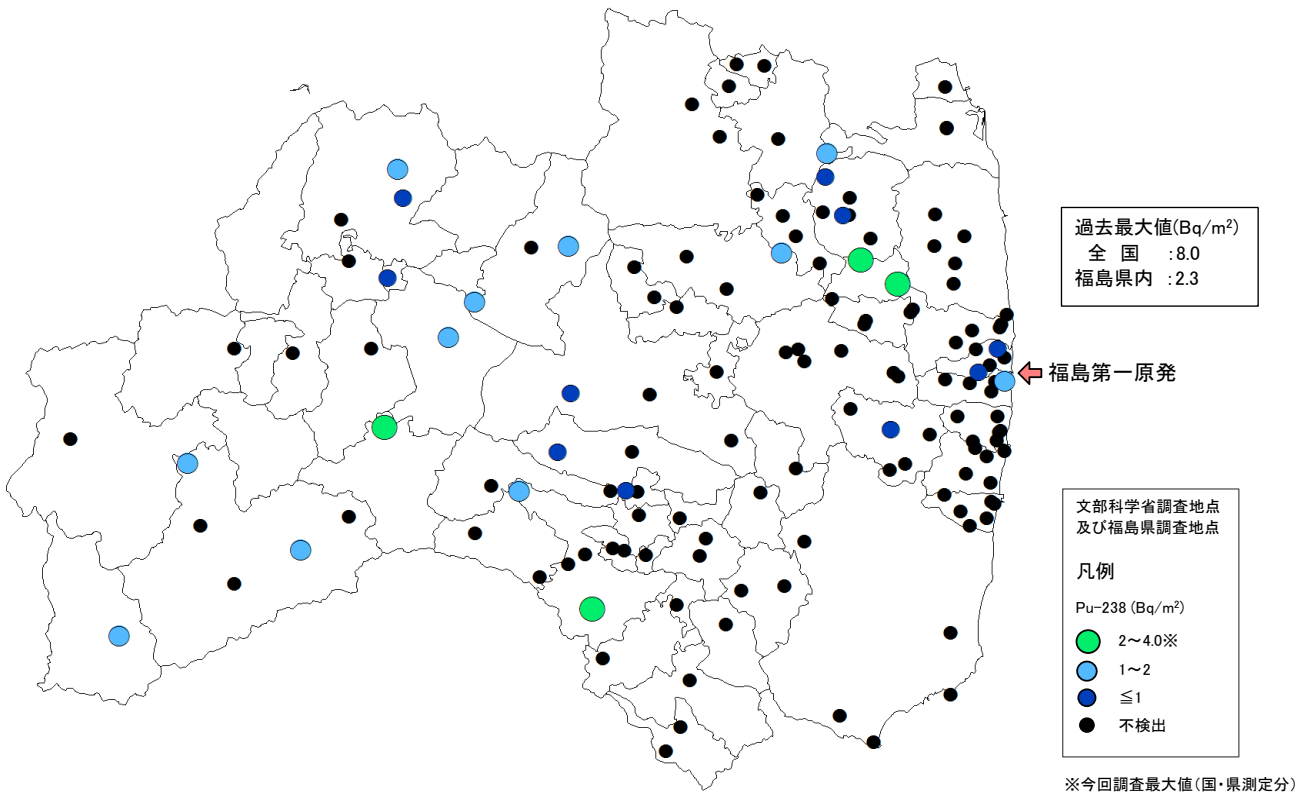 過去最大値(Bq/m²)
全 国 :8.0
福島県内 :2.3
福島第一原発
文部科学省調査地点
及び福島県調査地点
凡例
Pu-238 (Bq/m²)
2～4.0※
1～2
≦1
不検出
※今回調査最大値(国・県測定分)